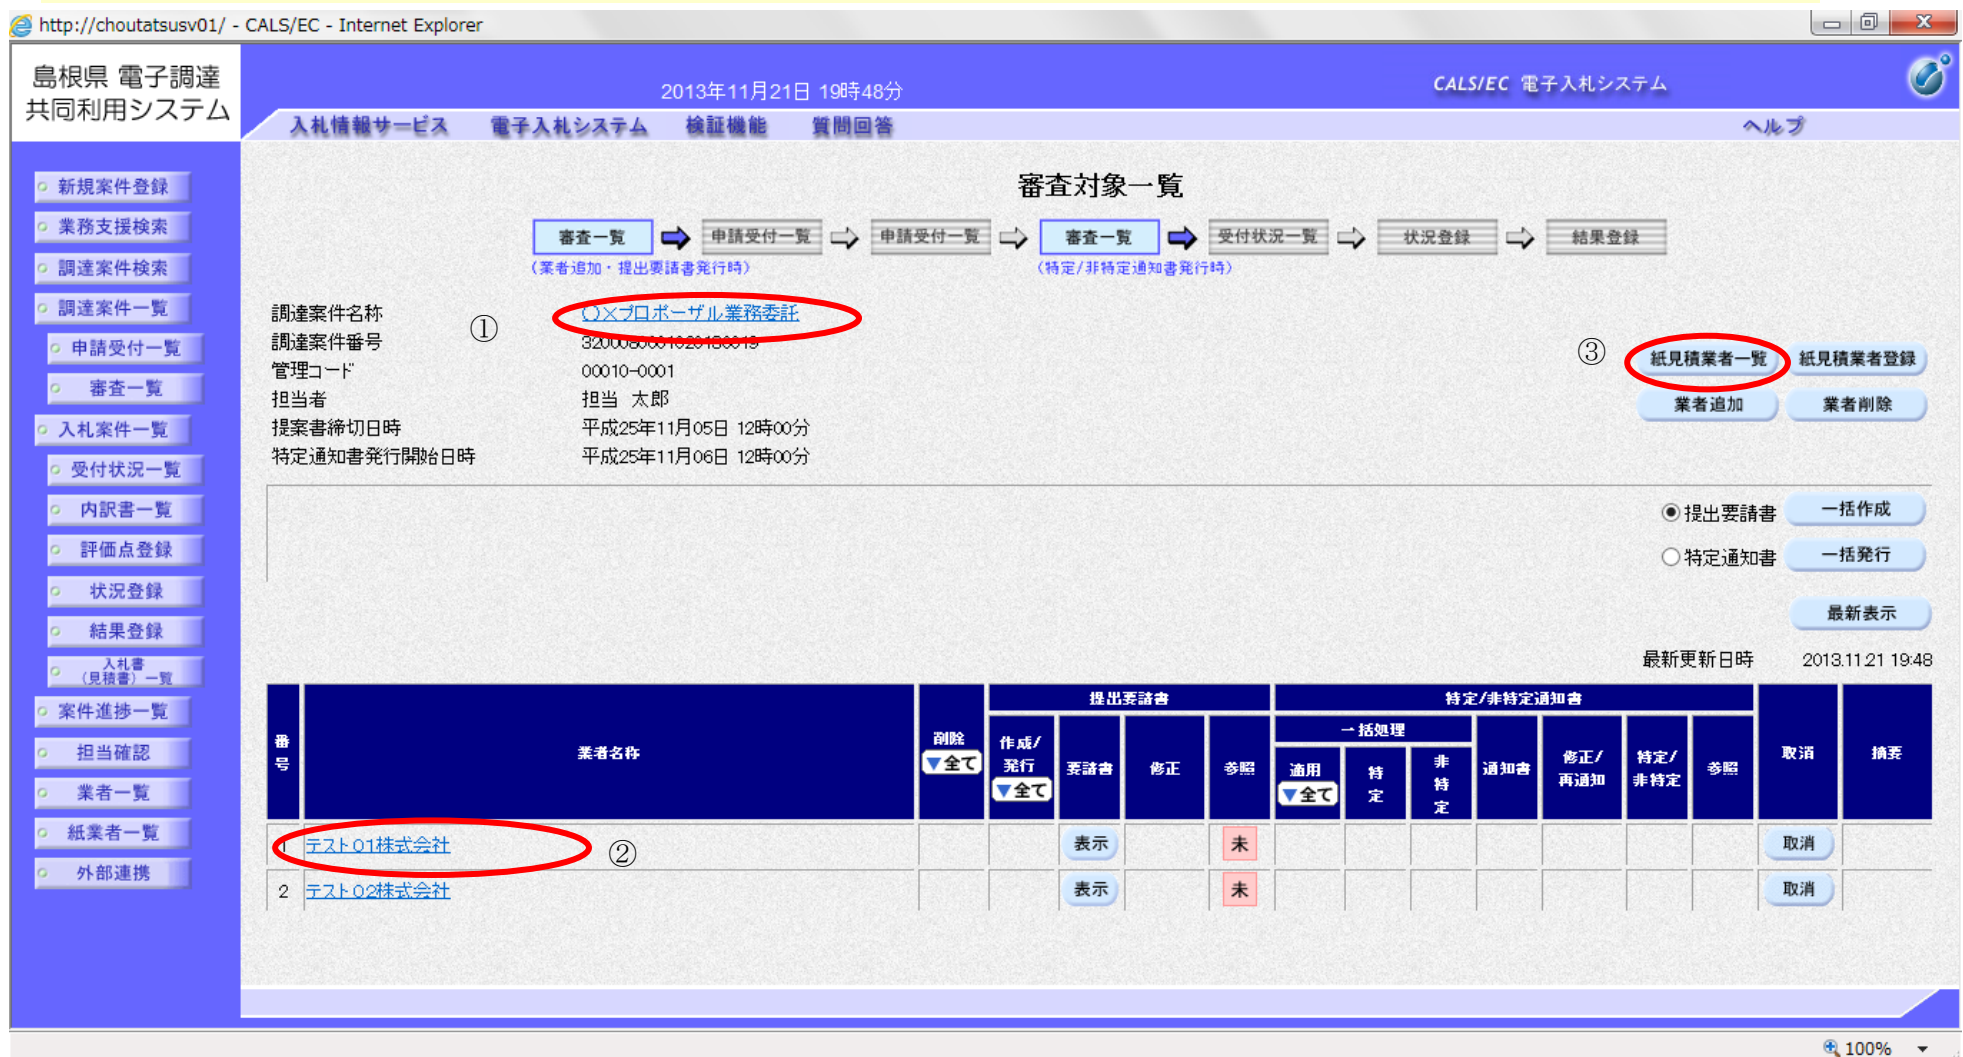 http://choutatsusv01/ - CALS/EC - Internet Explorer
島根県 電子調達
共同利用システム
2013年11月21日 19時48分
CALS/EC 電子入札システム
入札情報サービス 電子入札システム 検証機能 質問回答 ヘルプ
新規案件登録
業務支援検索
調達案件検索
調達案件一覧
申請受付一覧
審査一覧
入札案件一覧
受付状況一覧
内訳書一覧
評価点登録
状況登録
結果登録
入札書
(見積書)一覧
案件進捗一覧
担当確認
業者一覧
紙業者一覧
外部連携
審査対象一覧
審査一覧 申請受付一覧 申請受付一覧 審査一覧 受付状況一覧 状況登録 結果登録
(業者追加・提出要請書発行時) (特定/非特定通知書発行時)
調達案件名称 ① ○×プロポーザル業務委託
調達案件番号
管理コード 00010-0001
担当者 担当 太郎
提案書締切日時 平成25年11月05日 12時00分
特定通知書発行開始日時 平成25年11月06日 12時00分
③ 紙見積業者一覧 紙見積業者登録
業者追加 業者削除
提出要請書 一括作成
特定通知書 一括発行
最新表示
最新更新日時 2013.11.21 19:48
番号 業者名称 削除 ▼全て 提出要請書 作成/発行 ▼全て 要請書 修正 参照 特定/非特定通知書 一括処理 適用 ▼全て 特定 非特定 通知書 修正/再通知 特定/非特定 参照 取消 摘要
1 テスト01株式会社 ② 表示 未 取消
2 テスト02株式会社 表示 未 取消
100%